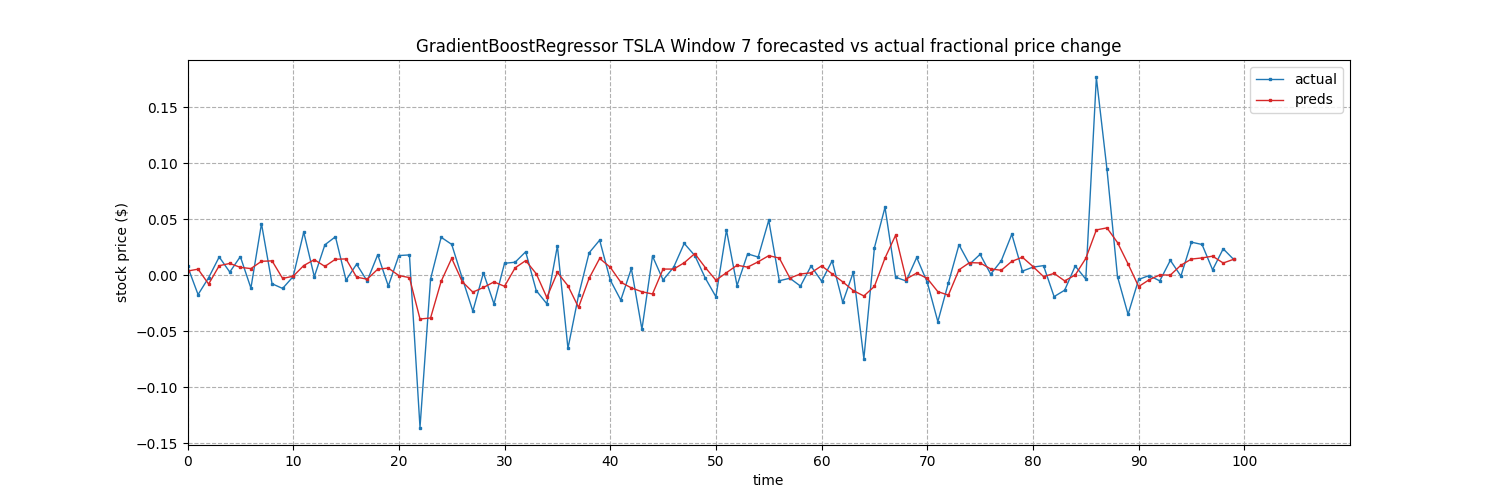 GradientBoostRegressor TSLA Window 7 forecasted vs actual fractional price change
actual
preds
stock price ($)
0.15
0.10
0.05
0.00
−0.05
−0.10
−0.15
0 10 20 30 40 50 60 70 80 90 100
time